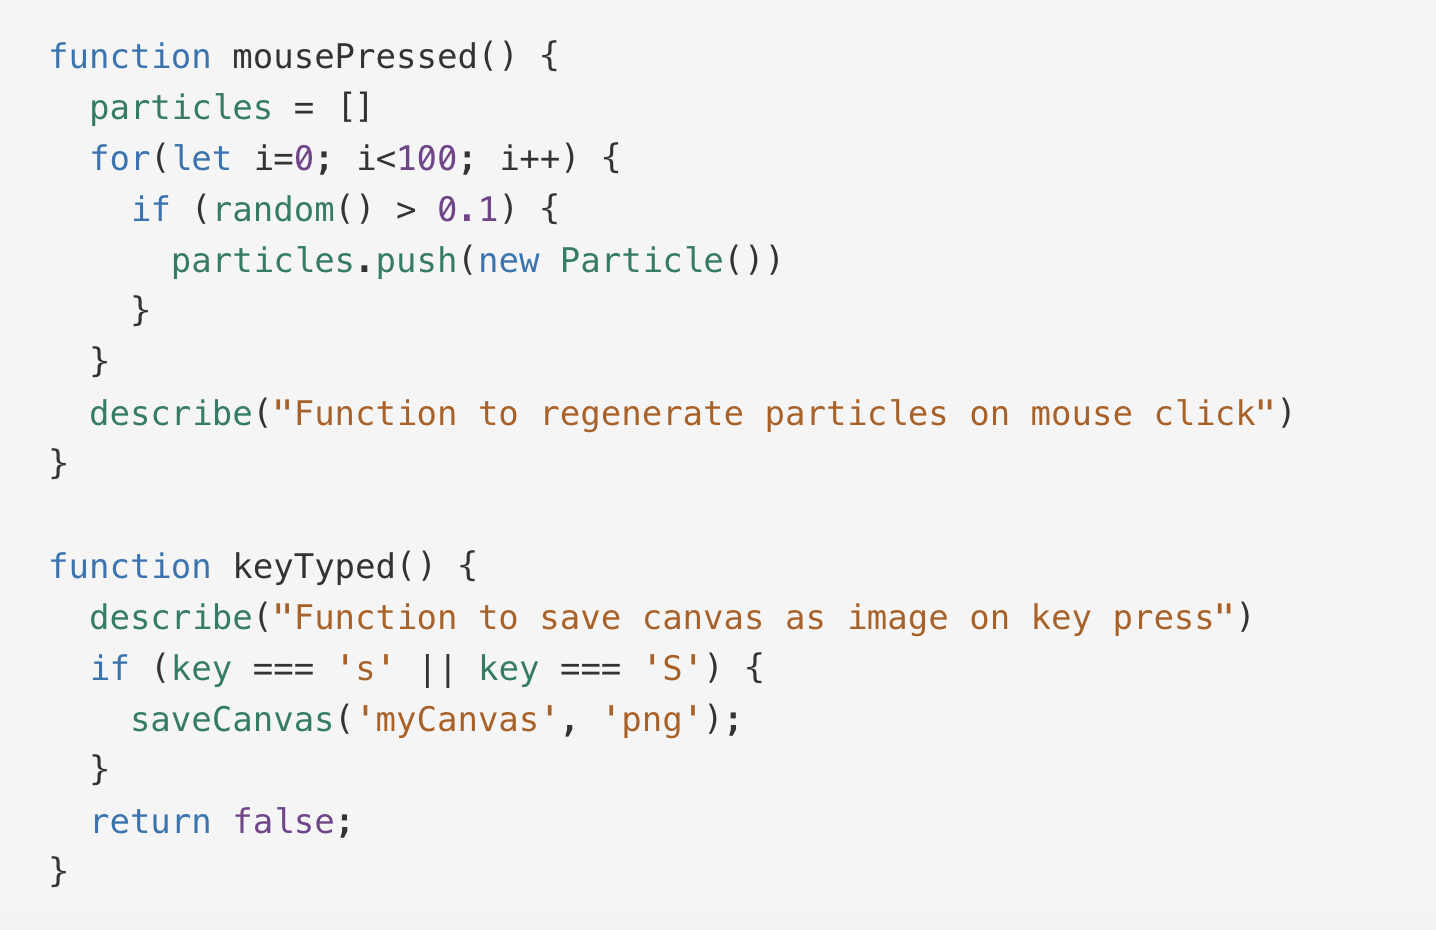 function mousePressed() {
  particles = []
  for(let i=0; i<100; i++) {
    if (random() > 0.1) {
      particles.push(new Particle())
    }
  }
  describe("Function to regenerate particles on mouse click")
}

function keyTyped() {
  describe("Function to save canvas as image on key press")
  if (key === 's' || key === 'S') {
    saveCanvas('myCanvas', 'png');
  }
  return false;
}